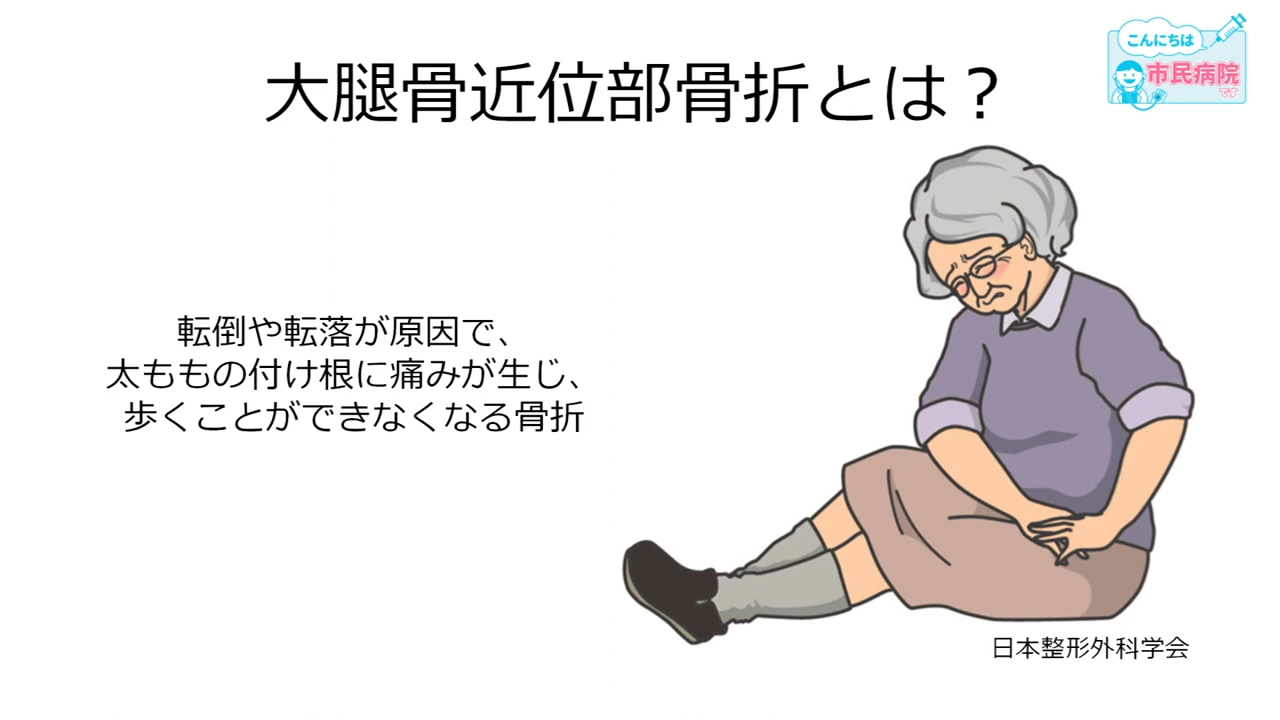 こんにちは
市民病院
です
大腿骨近位部骨折とは？
転倒や転落が原因で、
太ももの付け根に痛みが生じ、
歩くことができなくなる骨折
日本整形外科学会